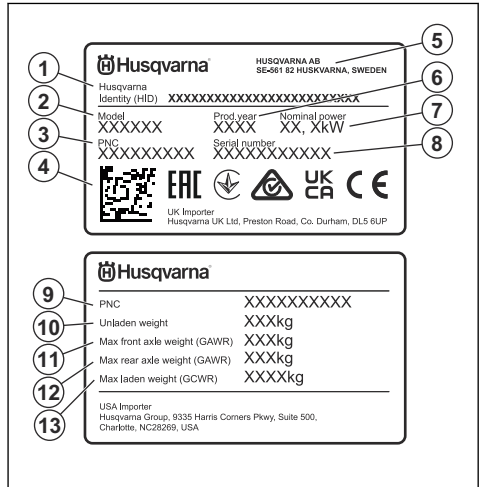 Husqvarna
HUSQVARNA AB
SE-561 82 HUSKVARNA, SWEDEN
5
1
Husqvarna
Identity (HID) XXXXXXXXXXXXXXXXXXXXXXXXXX
6
2
Model Prod.year Nominal power
XXXXXX XXXX XX, XkW
7
3
PNC Serial number
XXXXXXXXX XXXXXXXXXXX
8
4
EAC UK CA CE
UK Importer
Husqvarna UK Ltd, Preston Road, Co. Durham, DL5 6UP
Husqvarna
9
PNC XXXXXXXXXX
10
Unladen weight XXXkg
11
Max front axle weight (GAWR) XXXkg
12
Max rear axle weight (GAWR) XXXkg
13
Max laden weight (GCWR) XXXXkg
USA Importer
Husqvarna Group, 9335 Harris Corners Pkwy, Suite 500,
Charlotte, NC28269, USA